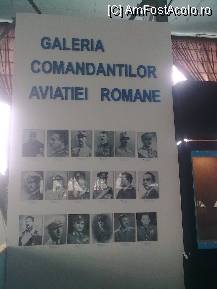 (C) AmFostAcolo.ro
GALERIA
COMANDANTILOR
AVIATIEI ROMANE